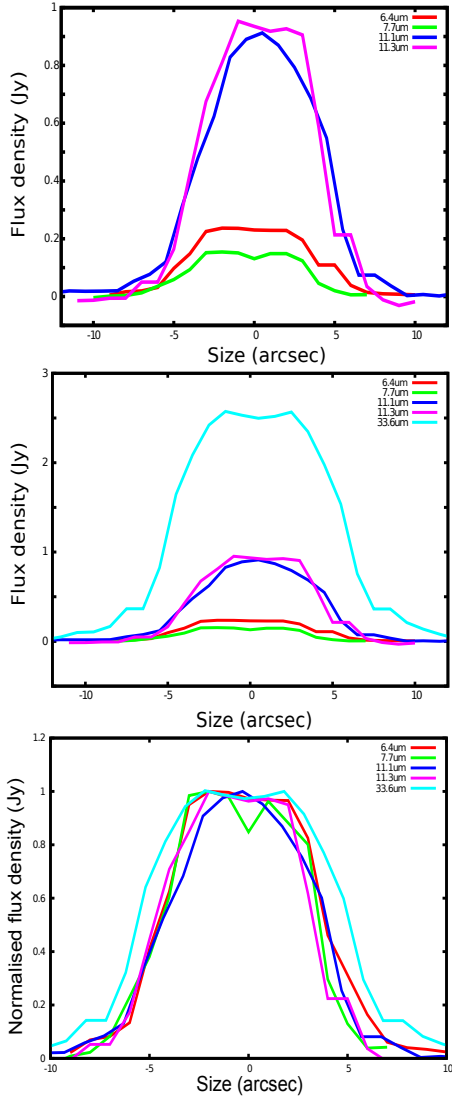 1
0.8
0.6
0.4
0.2
0
Flux density (Jy)
6.4um
7.7um
11.1um
11.3um
-10
-5
0
5
10
Size (arcsec)
3
2
1
0
Flux density (Jy)
6.4um
7.7um
11.1um
11.3um
33.6um
-10
-5
0
5
10
Size (arcsec)
1.2
1
0.8
0.6
0.4
0.2
0
Normalised flux density (Jy)
6.4um
7.7um
11.1um
11.3um
33.6um
-10
-5
0
5
10
Size (arcsec)